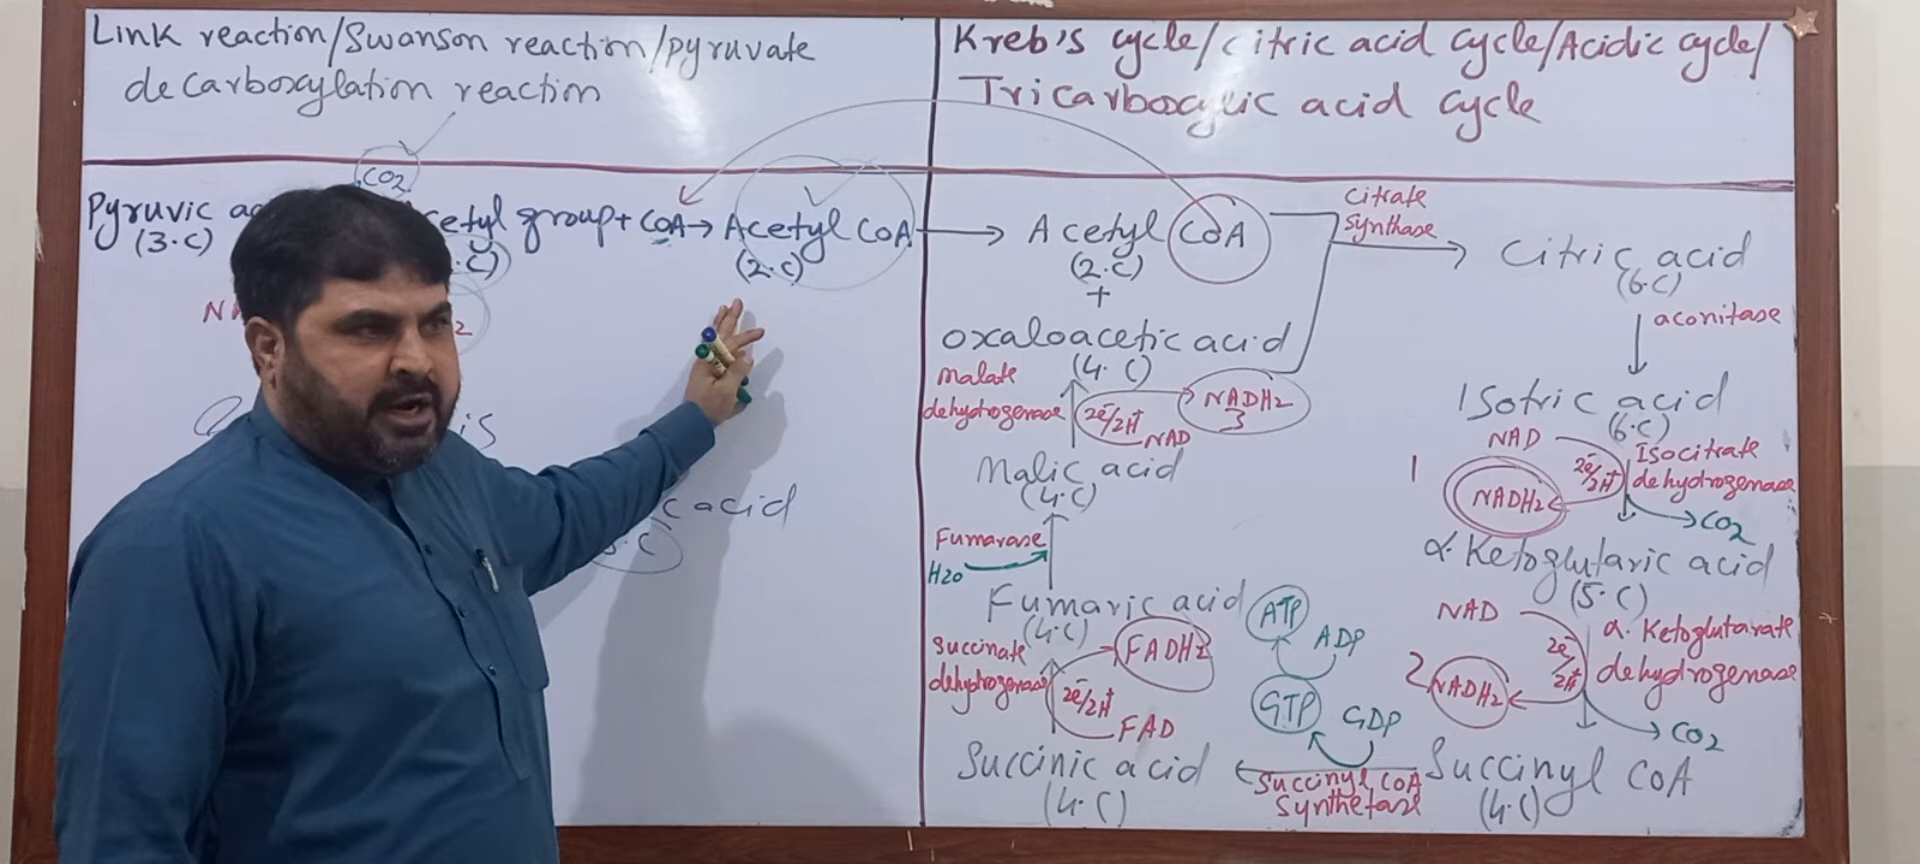 Link reaction/Swanson reaction/pyruvate
decarboxylation reaction
CO2
Pyruvic
etyl group + COA → Acetyl COA
(3.C)
(2.C)
acid
Kreb's cycle/citric acid cycle/Acidic cycle/
Tricarboxylic acid cycle
Acetyl COA
(2.C)
+
oxaloacetic acid
(4.C)
Citrate
synthase
Citric acid
(6.C)
aconitase
Isotric acid
(6.C)
NAD
2e/2H+
Isocitrate
dehydrogenase
1
NADH2
CO2
α.Ketoglutaric acid
(5.C)
NAD
2e/2H+
α.Ketoglutarate
dehydrogenase
2
NADH2
CO2
Succinyl COA
(4.C)
Succinyl COA
Synthetase
GDP
GTP
ADP
ATP
Succinic acid
(4.C)
Succinate
dehydrogenase
2e/2H+
FAD
FADH2
Fumaric acid
(4.C)
Fumarase
H2O
Malic acid
(4.C)
Malate
dehydrogenase
2e/2H+
NAD
NADH2
3